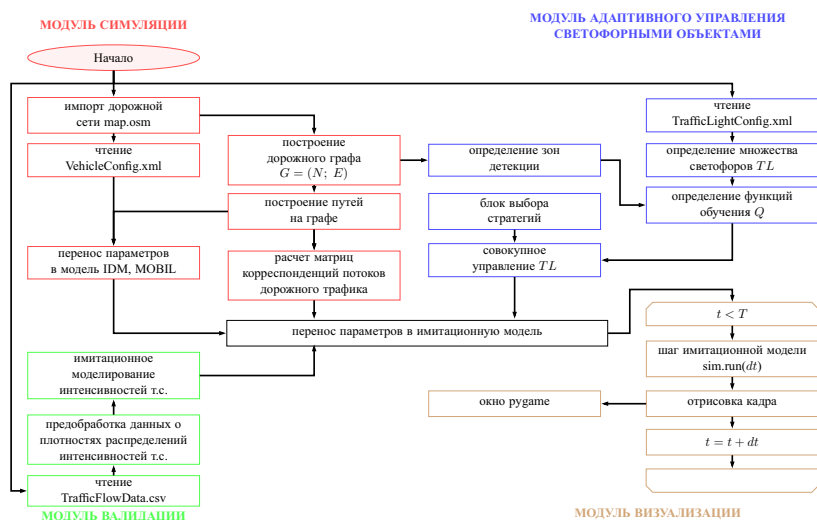 МОДУЛЬ СИМУЛЯЦИИ
МОДУЛЬ АДАПТИВНОГО УПРАВЛЕНИЯ
СВЕТОФОРНЫМИ ОБЪЕКТАМИ
Начало
импорт дорожной
сети map.osm
чтение
VehicleConfig.xml
построение
дорожного графа
G = (N; E)
построение путей
на графе
перенос параметров
в модель IDM, MOBIL
расчет матриц
корреспонденций потоков
дорожного трафика
определение зон
детекции
блок выбора
стратегий
совокупное
управление TL
чтение
TrafficLightConfig.xml
определение множества
светофоров TL
определение функций
обучения Q
перенос параметров в имитационную модель
t < T
шаг имитационной модели
sim.run(dt)
окно pygame
отрисовка кадра
t = t + dt
имитационное
моделирование
интенсивностей т.с.
предобработка данных о
плотностях распределений
интенсивностей т.с.
чтение
TrafficFlowData.csv
МОДУЛЬ ВАЛИДАЦИИ
МОДУЛЬ ВИЗУАЛИЗАЦИИ